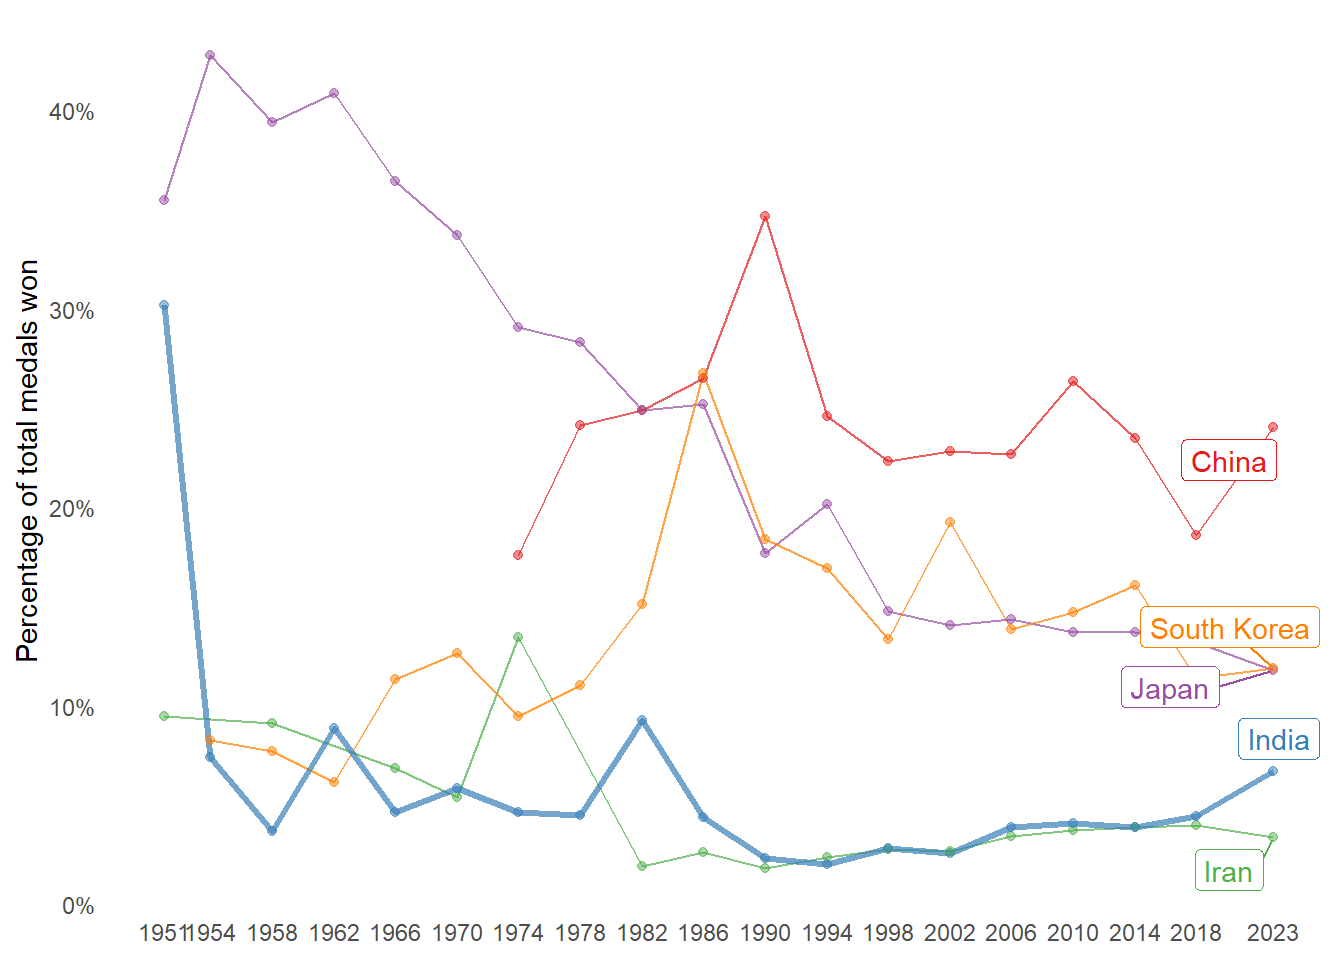 40%
30%
20%
10%
0%
Percentage of total medals won
China
South Korea
Japan
India
Iran
1951 1954 1958 1962 1966 1970 1974 1978 1982 1986 1990 1994 1998 2002 2006 2010 2014 2018 2023